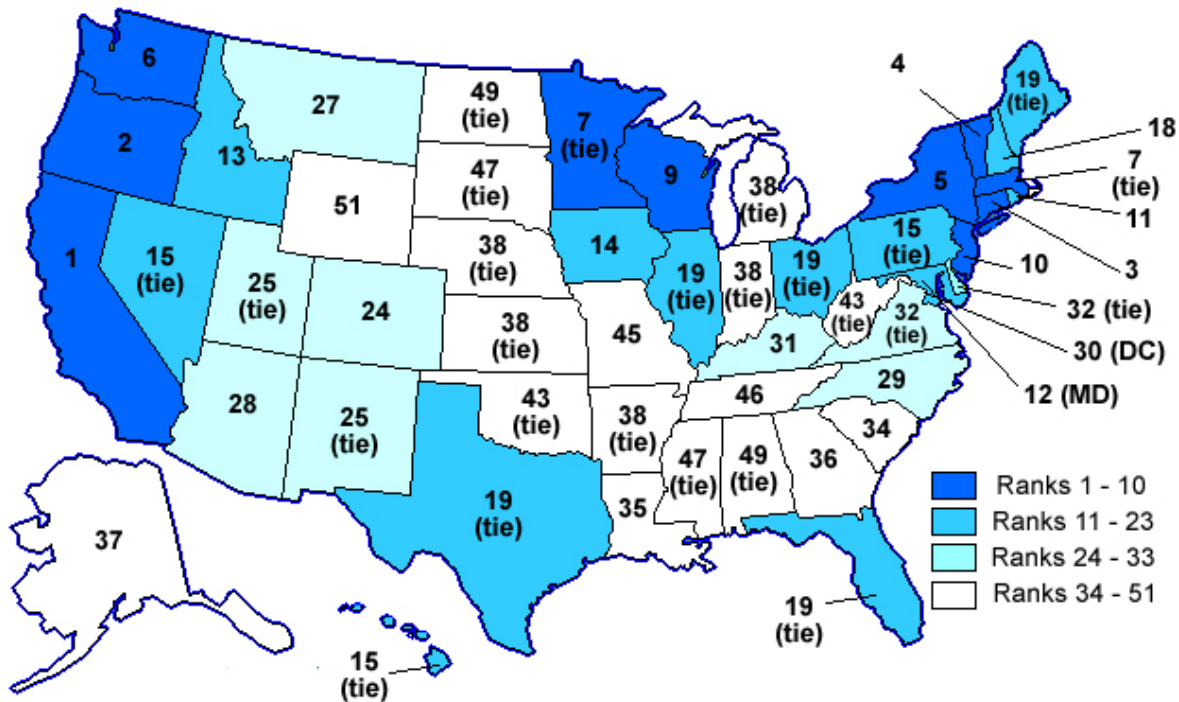 4
19
(tie)
6
49
(tie)
7
(tie)
18
27
2
13
9
5
7
(tie)
47
(tie)
38
(tie)
11
51
15
(tie)
14
1
15
(tie)
38
(tie)
19
(tie)
38
(tie)
19
(tie)
10
3
25
(tie)
24
43
(tie)
32
(tie)
32 (tie)
45
38
(tie)
31
30 (DC)
29
12 (MD)
28
25
(tie)
43
(tie)
46
38
(tie)
34
47
(tie)
49
(tie)
36
19
(tie)
35
Ranks 1 - 10
Ranks 11 - 23
Ranks 24 - 33
Ranks 34 - 51
37
19
(tie)
15
(tie)